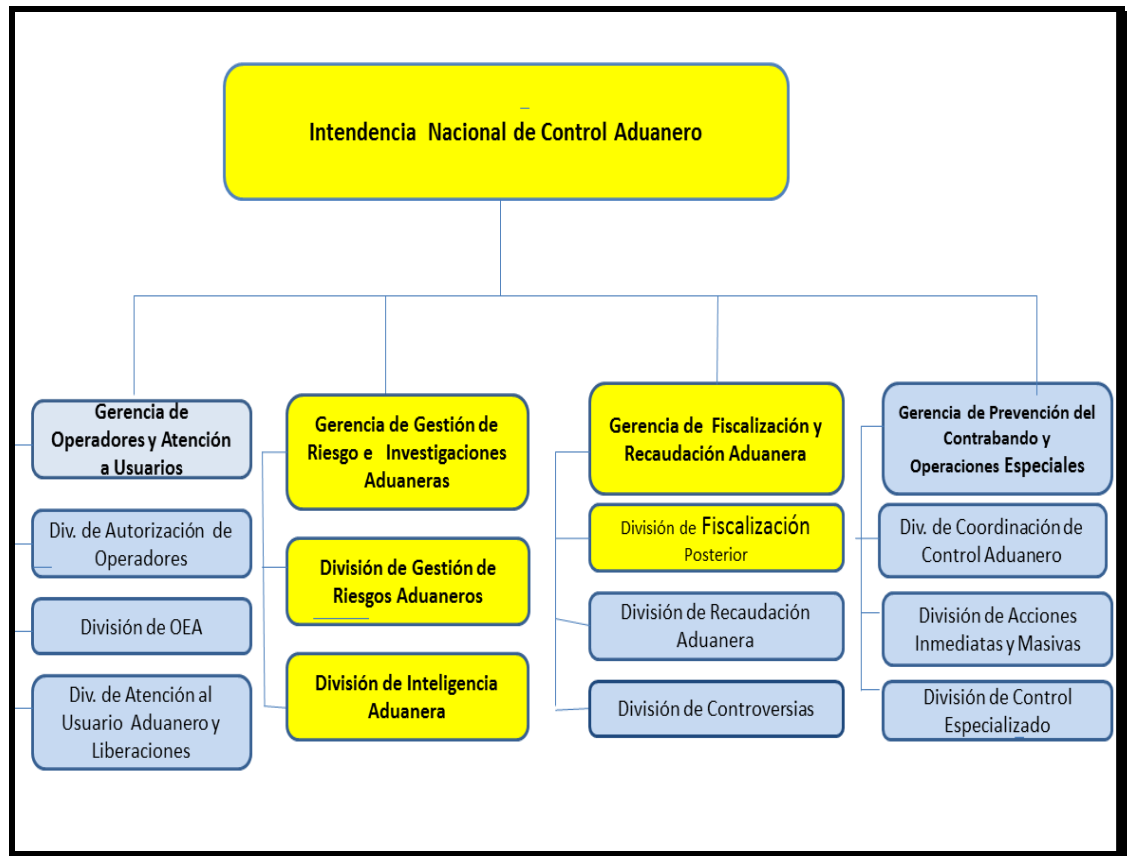 Intendencia Nacional de Control Aduanero
Gerencia de
Operadores y Atención
a Usuarios
Div. de Autorización de
Operadores
División de OEA
Div. de Atención al
Usuario Aduanero y
Liberaciones
Gerencia de Gestión de
Riesgo e Investigaciones
Aduaneras
División de Gestión de
Riesgos Aduaneros
División de Inteligencia
Aduanera
Gerencia de Fiscalización y
Recaudación Aduanera
División de Fiscalización
Posterior
División de Recaudación
Aduanera
División de Controversias
Gerencia de Prevención del
Contrabando y
Operaciones Especiales
Div. de Coordinación de
Control Aduanero
División de Acciones
Inmediatas y Masivas
División de Control
Especializado